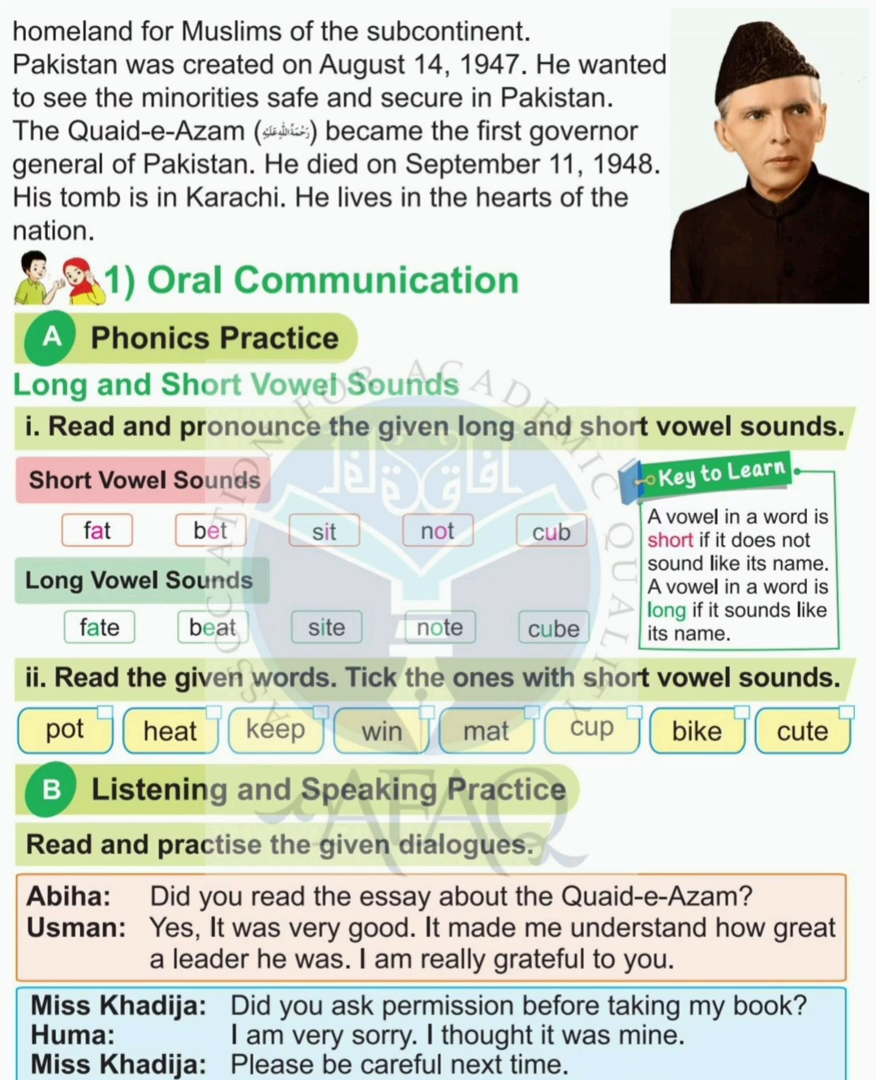 homeland for Muslims of the subcontinent.
Pakistan was created on August 14, 1947. He wanted
to see the minorities safe and secure in Pakistan.
The Quaid-e-Azam (رَحْمَةُاللّٰهِ عَلَيْهِ) became the first governor
general of Pakistan. He died on September 11, 1948.
His tomb is in Karachi. He lives in the hearts of the
nation.
1) Oral Communication
A Phonics Practice
Long and Short Vowel Sounds
i. Read and pronounce the given long and short vowel sounds.
Short Vowel Sounds
fat bet sit not cub
Long Vowel Sounds
fate beat site note cube
Key to Learn
A vowel in a word is
short if it does not
sound like its name.
A vowel in a word is
long if it sounds like
its name.
ii. Read the given words. Tick the ones with short vowel sounds.
pot heat keep win mat cup bike cute
B Listening and Speaking Practice
Read and practise the given dialogues.
Abiha: Did you read the essay about the Quaid-e-Azam?
Usman: Yes, It was very good. It made me understand how great
a leader he was. I am really grateful to you.
Miss Khadija: Did you ask permission before taking my book?
Huma: I am very sorry. I thought it was mine.
Miss Khadija: Please be careful next time.
ASSOCIATION FOR ACADEMIC QUALITY
AFAQ